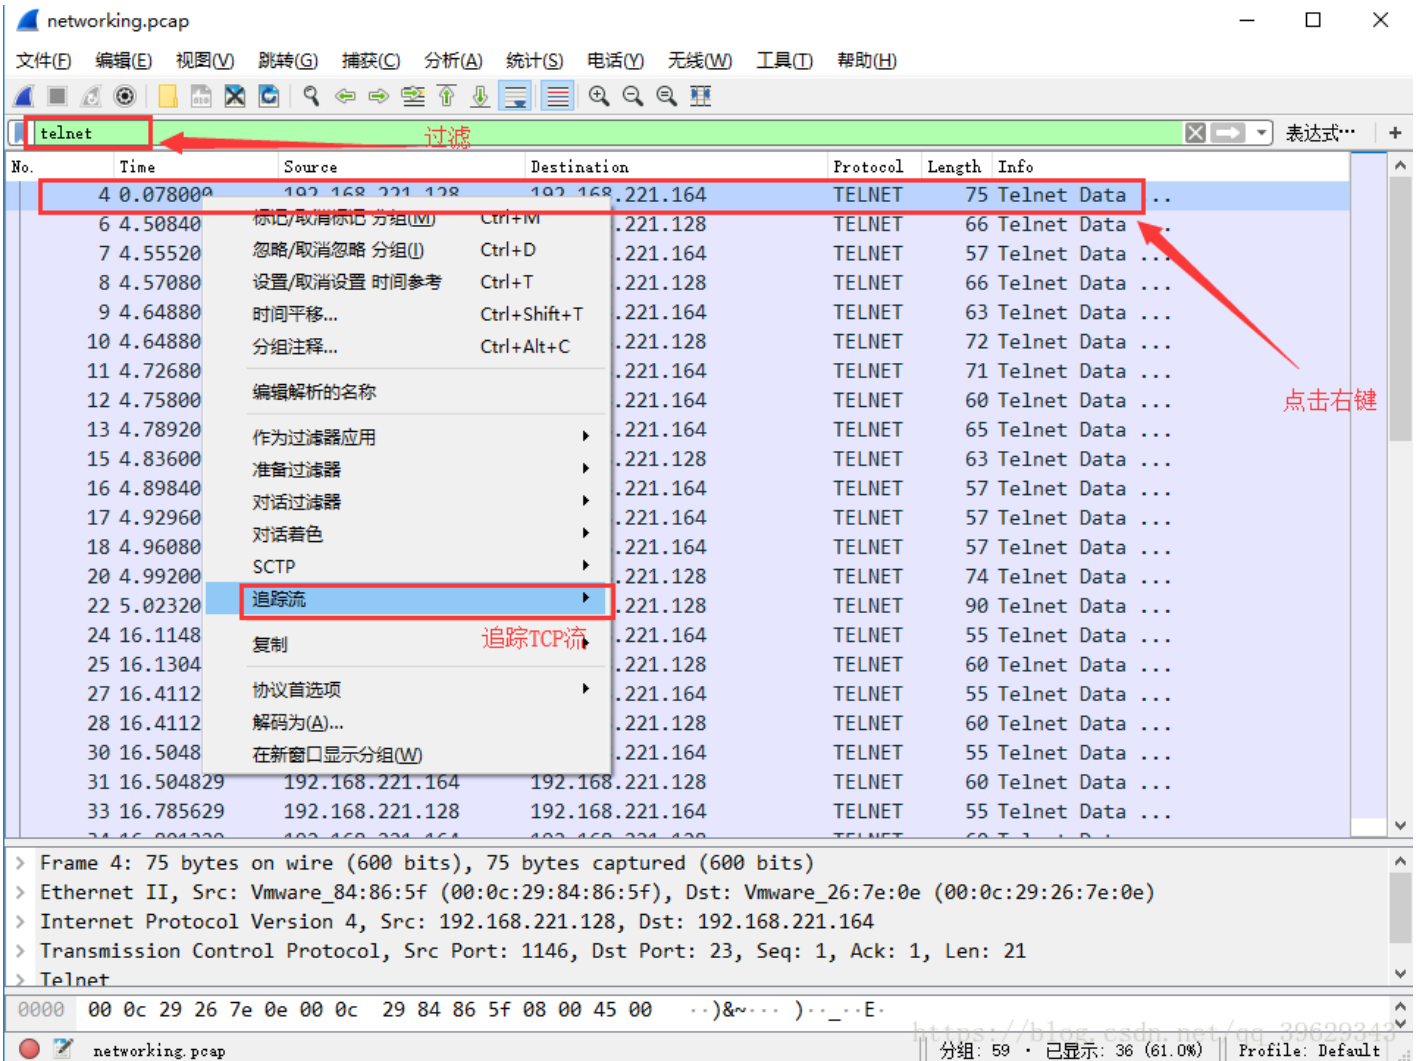 networking.pcap
文件(F) 编辑(E) 视图(V) 跳转(G) 捕获(C) 分析(A) 统计(S) 电话(Y) 无线(W) 工具(T) 帮助(H)
telnet 过滤 表达式… +
No. Time Source Destination Protocol Length Info
4 0.078000 192.168.221.128 192.168.221.164 TELNET 75 Telnet Data ..
标记/取消标记 分组(M) Ctrl+M
6 4.50840 .221.128 TELNET 66 Telnet Data ...
忽略/取消忽略 分组(I) Ctrl+D
7 4.55520 .221.164 TELNET 57 Telnet Data ...
设置/取消设置 时间参考 Ctrl+T
8 4.57080 .221.128 TELNET 66 Telnet Data ...
时间平移... Ctrl+Shift+T
9 4.64880 .221.164 TELNET 63 Telnet Data ...
分组注释... Ctrl+Alt+C
10 4.64880 .221.128 TELNET 72 Telnet Data ...
11 4.72680 .221.164 TELNET 71 Telnet Data ...
编辑解析的名称
12 4.75800 .221.164 TELNET 60 Telnet Data ...
点击右键
13 4.78920 .221.164 TELNET 65 Telnet Data ...
作为过滤器应用
15 4.83600 .221.128 TELNET 63 Telnet Data ...
准备过滤器
16 4.89840 .221.164 TELNET 57 Telnet Data ...
对话过滤器
17 4.92960 .221.164 TELNET 57 Telnet Data ...
对话着色
18 4.96080 .221.164 TELNET 57 Telnet Data ...
SCTP
20 4.99200 .221.128 TELNET 74 Telnet Data ...
追踪流
22 5.02320 .221.128 TELNET 90 Telnet Data ...
24 16.1148 .221.164 TELNET 55 Telnet Data ...
复制 追踪TCP流
25 16.1304 .221.128 TELNET 60 Telnet Data ...
27 16.4112 .221.164 TELNET 55 Telnet Data ...
协议首选项
28 16.4112 .221.128 TELNET 60 Telnet Data ...
解码为(A)...
30 16.5048 .221.164 TELNET 55 Telnet Data ...
在新窗口显示分组(W)
31 16.504829 192.168.221.164 192.168.221.128 TELNET 60 Telnet Data ...
33 16.785629 192.168.221.128 192.168.221.164 TELNET 55 Telnet Data ...
Frame 4: 75 bytes on wire (600 bits), 75 bytes captured (600 bits)
Ethernet II, Src: Vmware_84:86:5f (00:0c:29:84:86:5f), Dst: Vmware_26:7e:0e (00:0c:29:26:7e:0e)
Internet Protocol Version 4, Src: 192.168.221.128, Dst: 192.168.221.164
Transmission Control Protocol, Src Port: 1146, Dst Port: 23, Seq: 1, Ack: 1, Len: 21
Telnet
0000 00 0c 29 26 7e 0e 00 0c 29 84 86 5f 08 00 45 00 ··)&~··· )··_··E·
https://blog.csdn.net/qq_39629343
networking.pcap 分组: 59 · 已显示: 36 (61.0%) Profile: Default